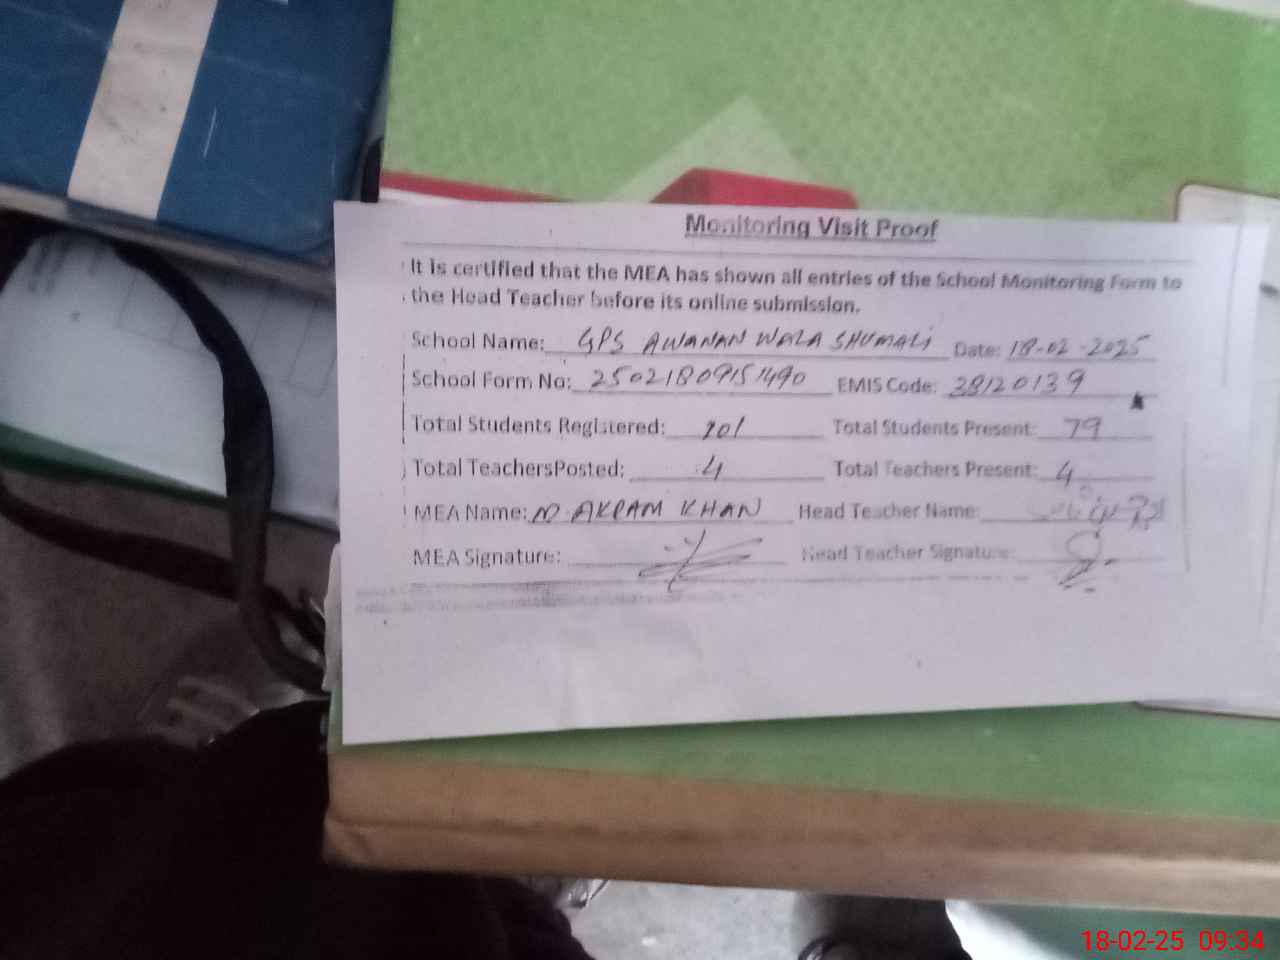 Monitoring Visit Proof
It is certified that the MEA has shown all entries of the School Monitoring Form to
the Head Teacher before its online submission.
School Name: GPS AWANAN WALA SHUMALI Date: 18-02-2025
School Form No: 25021809151490 EMIS Code: 38120139
Total Students Registered: 101 Total Students Present: 79
Total TeachersPosted: 4 Total Teachers Present: 4
MEA Name: M. AKRAM KHAN Head Teacher Name:
MEA Signature: Head Teacher Signature:
18-02-25 09:34